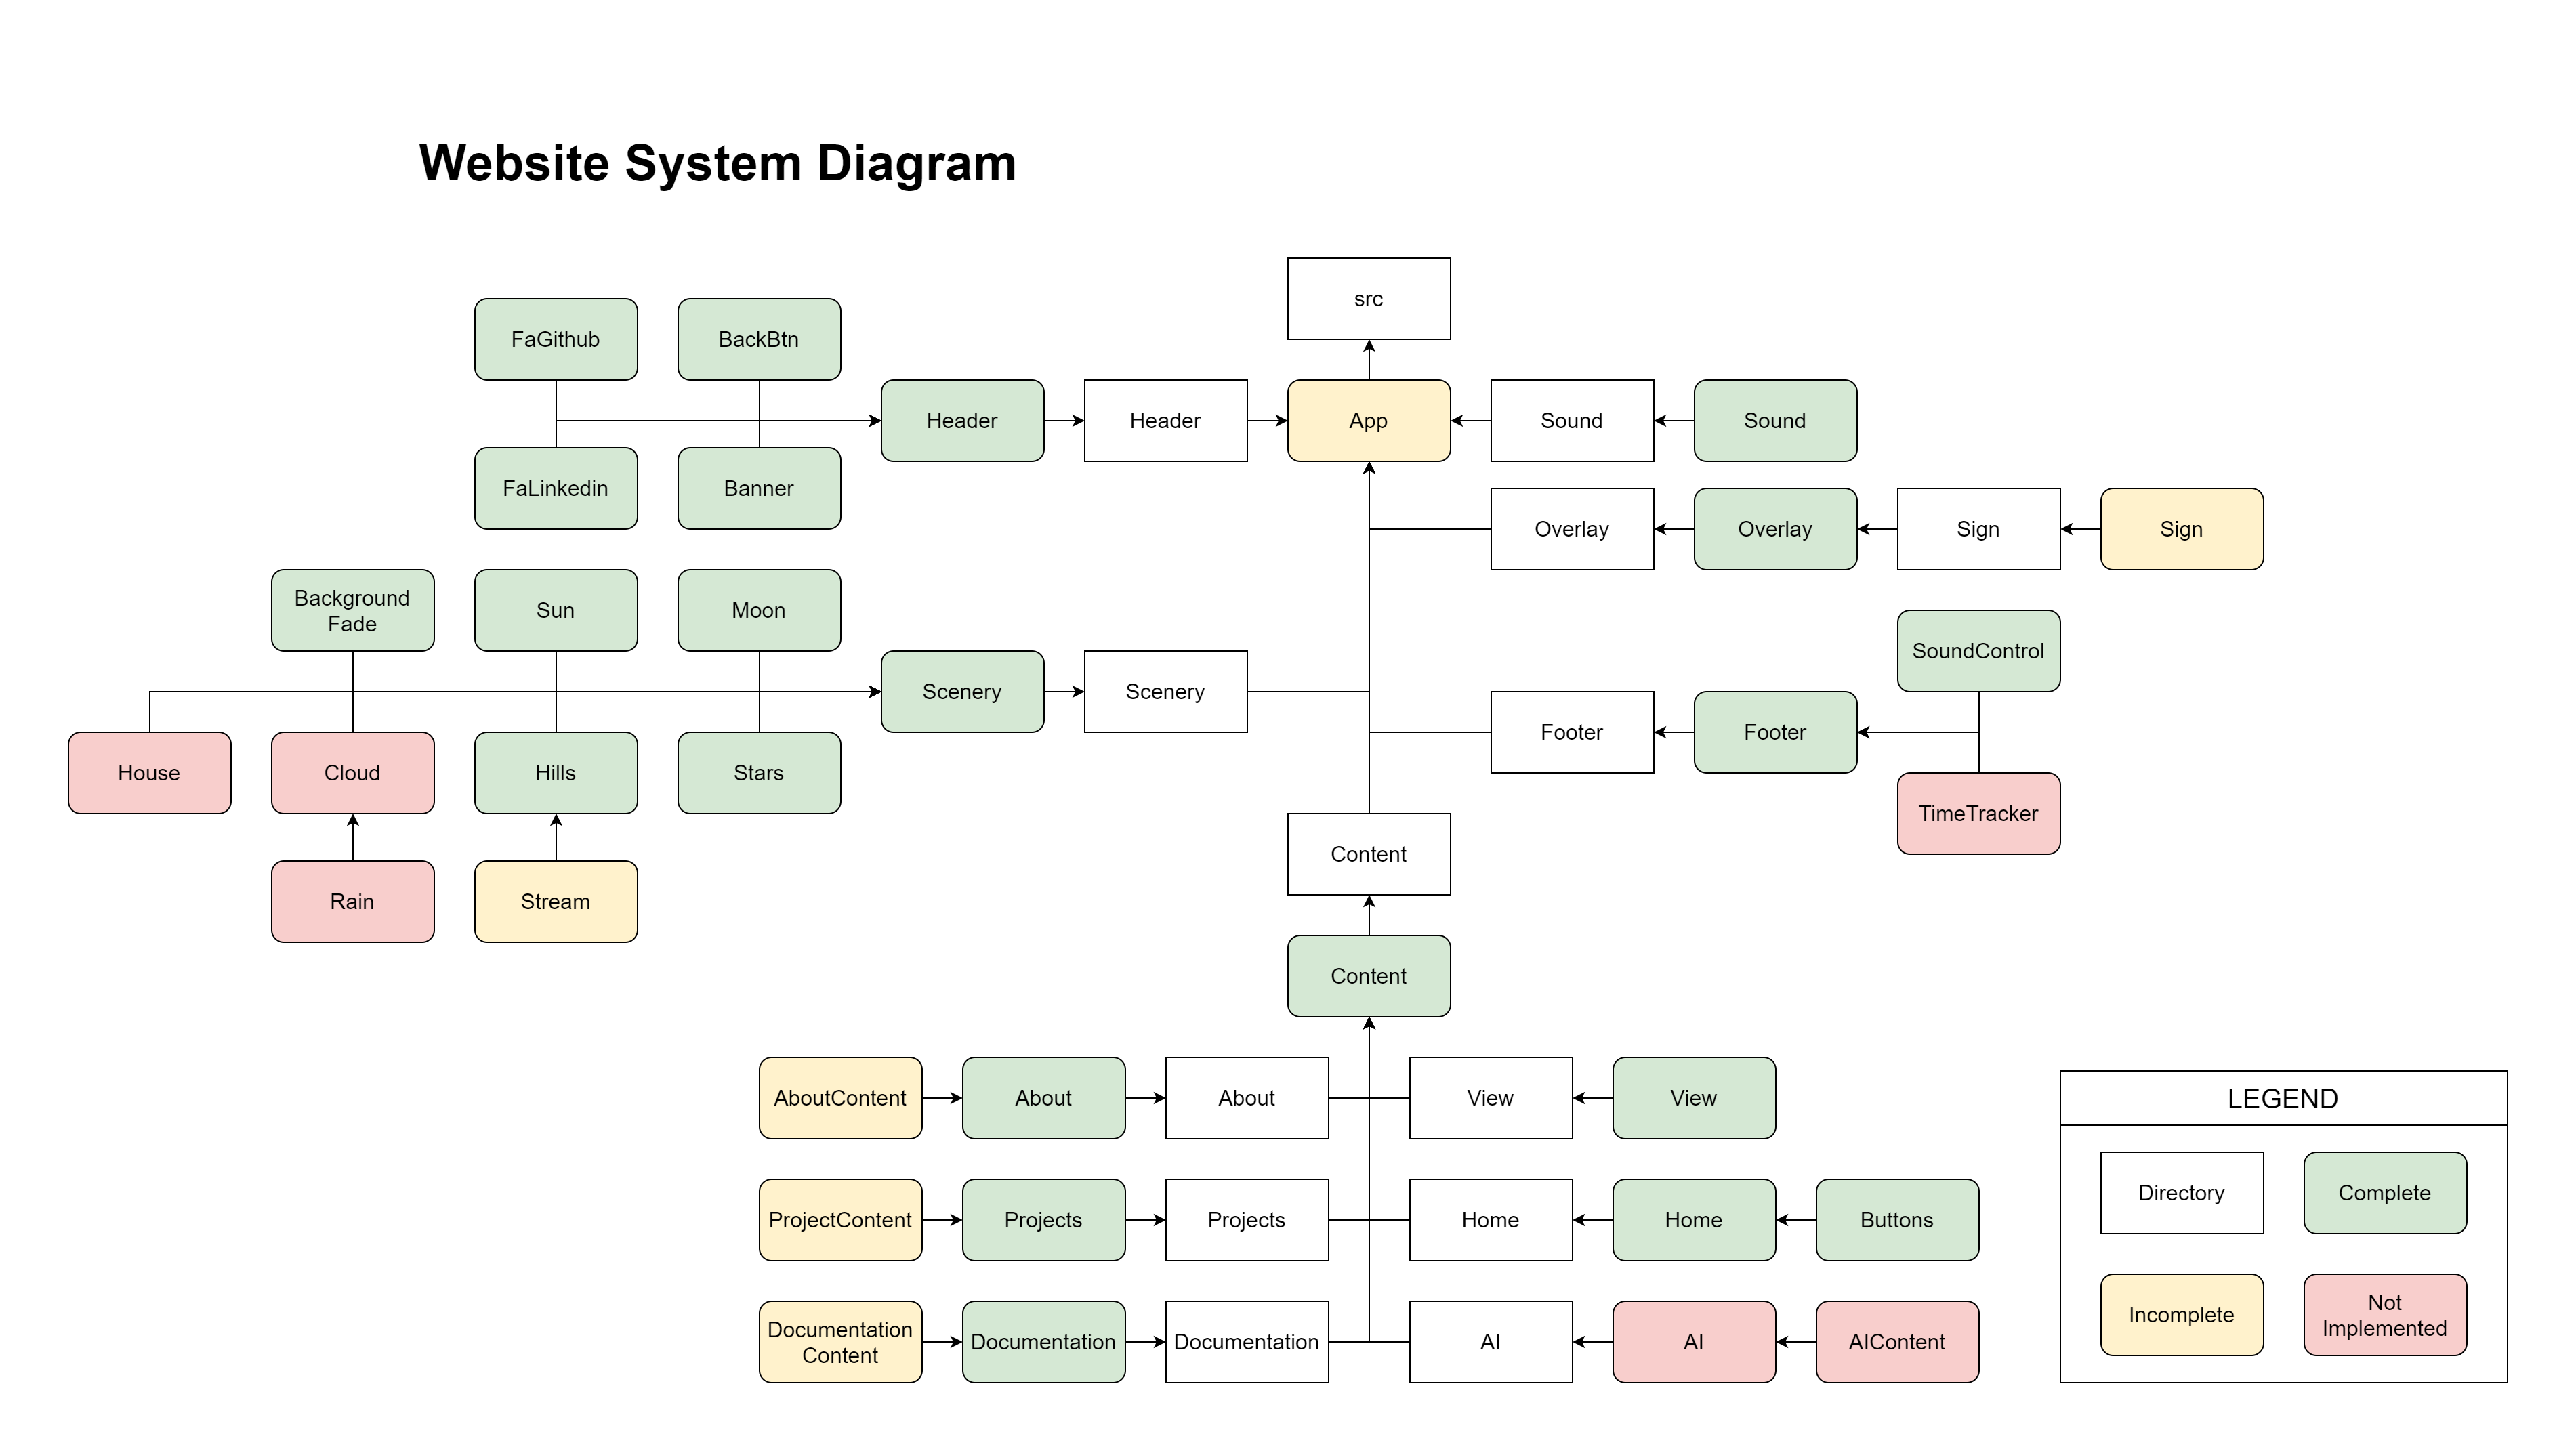 Website System Diagram
src
FaGithub
BackBtn
Header
Header
App
Sound
Sound
FaLinkedin
Banner
Overlay
Overlay
Sign
Sign
Background
Fade
Sun
Moon
SoundControl
Scenery
Scenery
Footer
Footer
House
Cloud
Hills
Stars
TimeTracker
Content
Rain
Stream
Content
AboutContent
About
About
View
View
ProjectContent
Projects
Projects
Home
Home
Buttons
Documentation
Content
Documentation
Documentation
AI
AI
AIContent
LEGEND
Directory
Complete
Incomplete
Not
Implemented